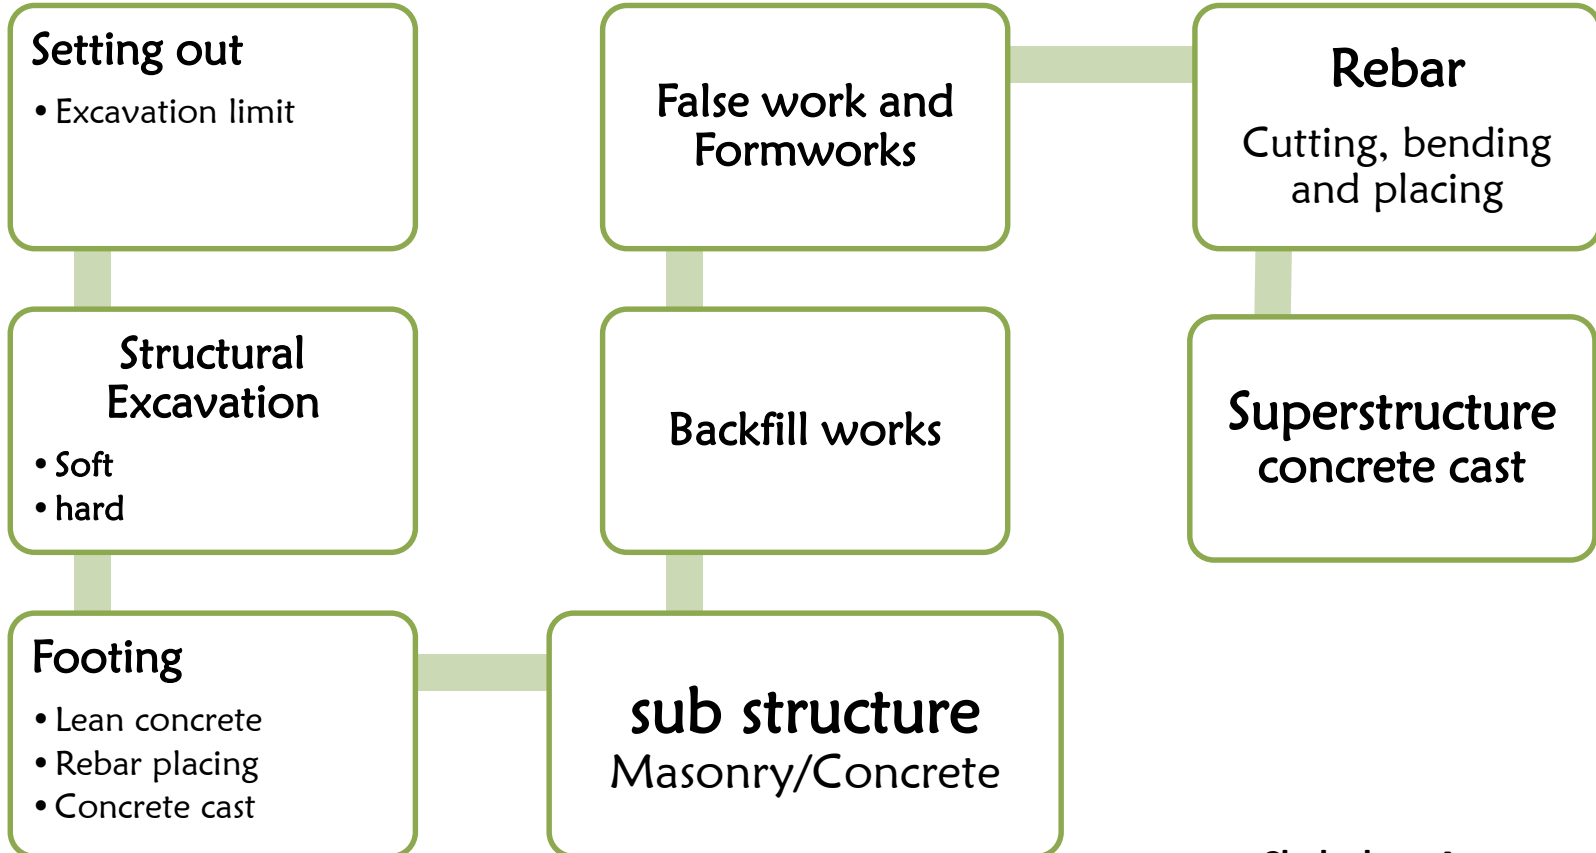 Setting out
• Excavation limit
Structural
Excavation
• Soft
• hard
Footing
• Lean concrete
• Rebar placing
• Concrete cast
sub structure
Masonry/Concrete
Backfill works
False work and
Formworks
Rebar
Cutting, bending
and placing
Superstructure
concrete cast